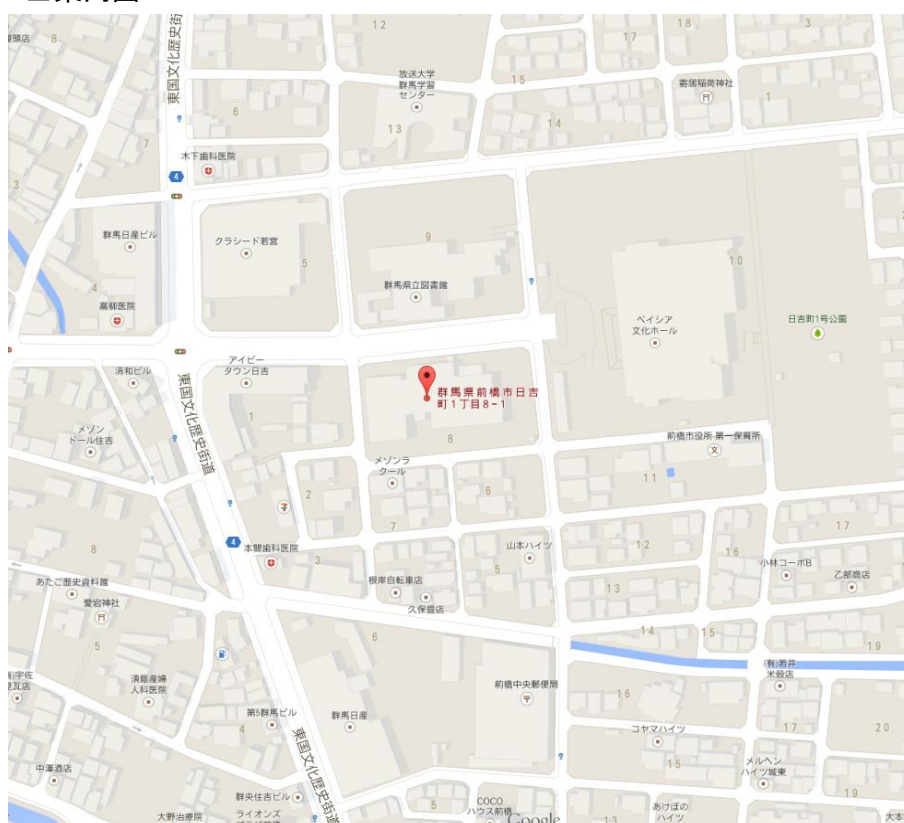 8
東国文化歴史街
12
17
18
3
放送大学
群馬学習
センター
15
寄居稲荷神社
1
6
13
14
木下歯科医院
4
3
群馬日産ビル
クラシード若宮
5
9
10
4
群馬県立図書館
高柳医院
ベイシア
文化ホール
日吉町1号公園
アイビー
タウン日吉
清和ビル
群馬県前橋市日吉
町1丁目8-1
東国文化歴史街道
1
メゾン
ドール住吉
8
前橋市役所 第一保育所
メゾンラ
クール
6
11
2
7
17
4
本間歯科医院
3
山本ハイツ
12
16
8
5
小林コーポB
乙部商店
あたご歴史資料館
根岸自転車店
13
愛宕神社
久保畳店
14
15
5
6
19
(有)若井
米穀店
須藤産婦
人科医院
前橋中央郵便局
16
第5群馬ビル
群馬日産
17
20
4
コヤマハイツ
東国文化歴史街道
15
メルヘン
ハイツ城東
中澤酒店
19
群央住吉ビル
5
COCO
ハウス前橋
Google
あけぼの
ハイツ
13
大野治療院
ライオンズ